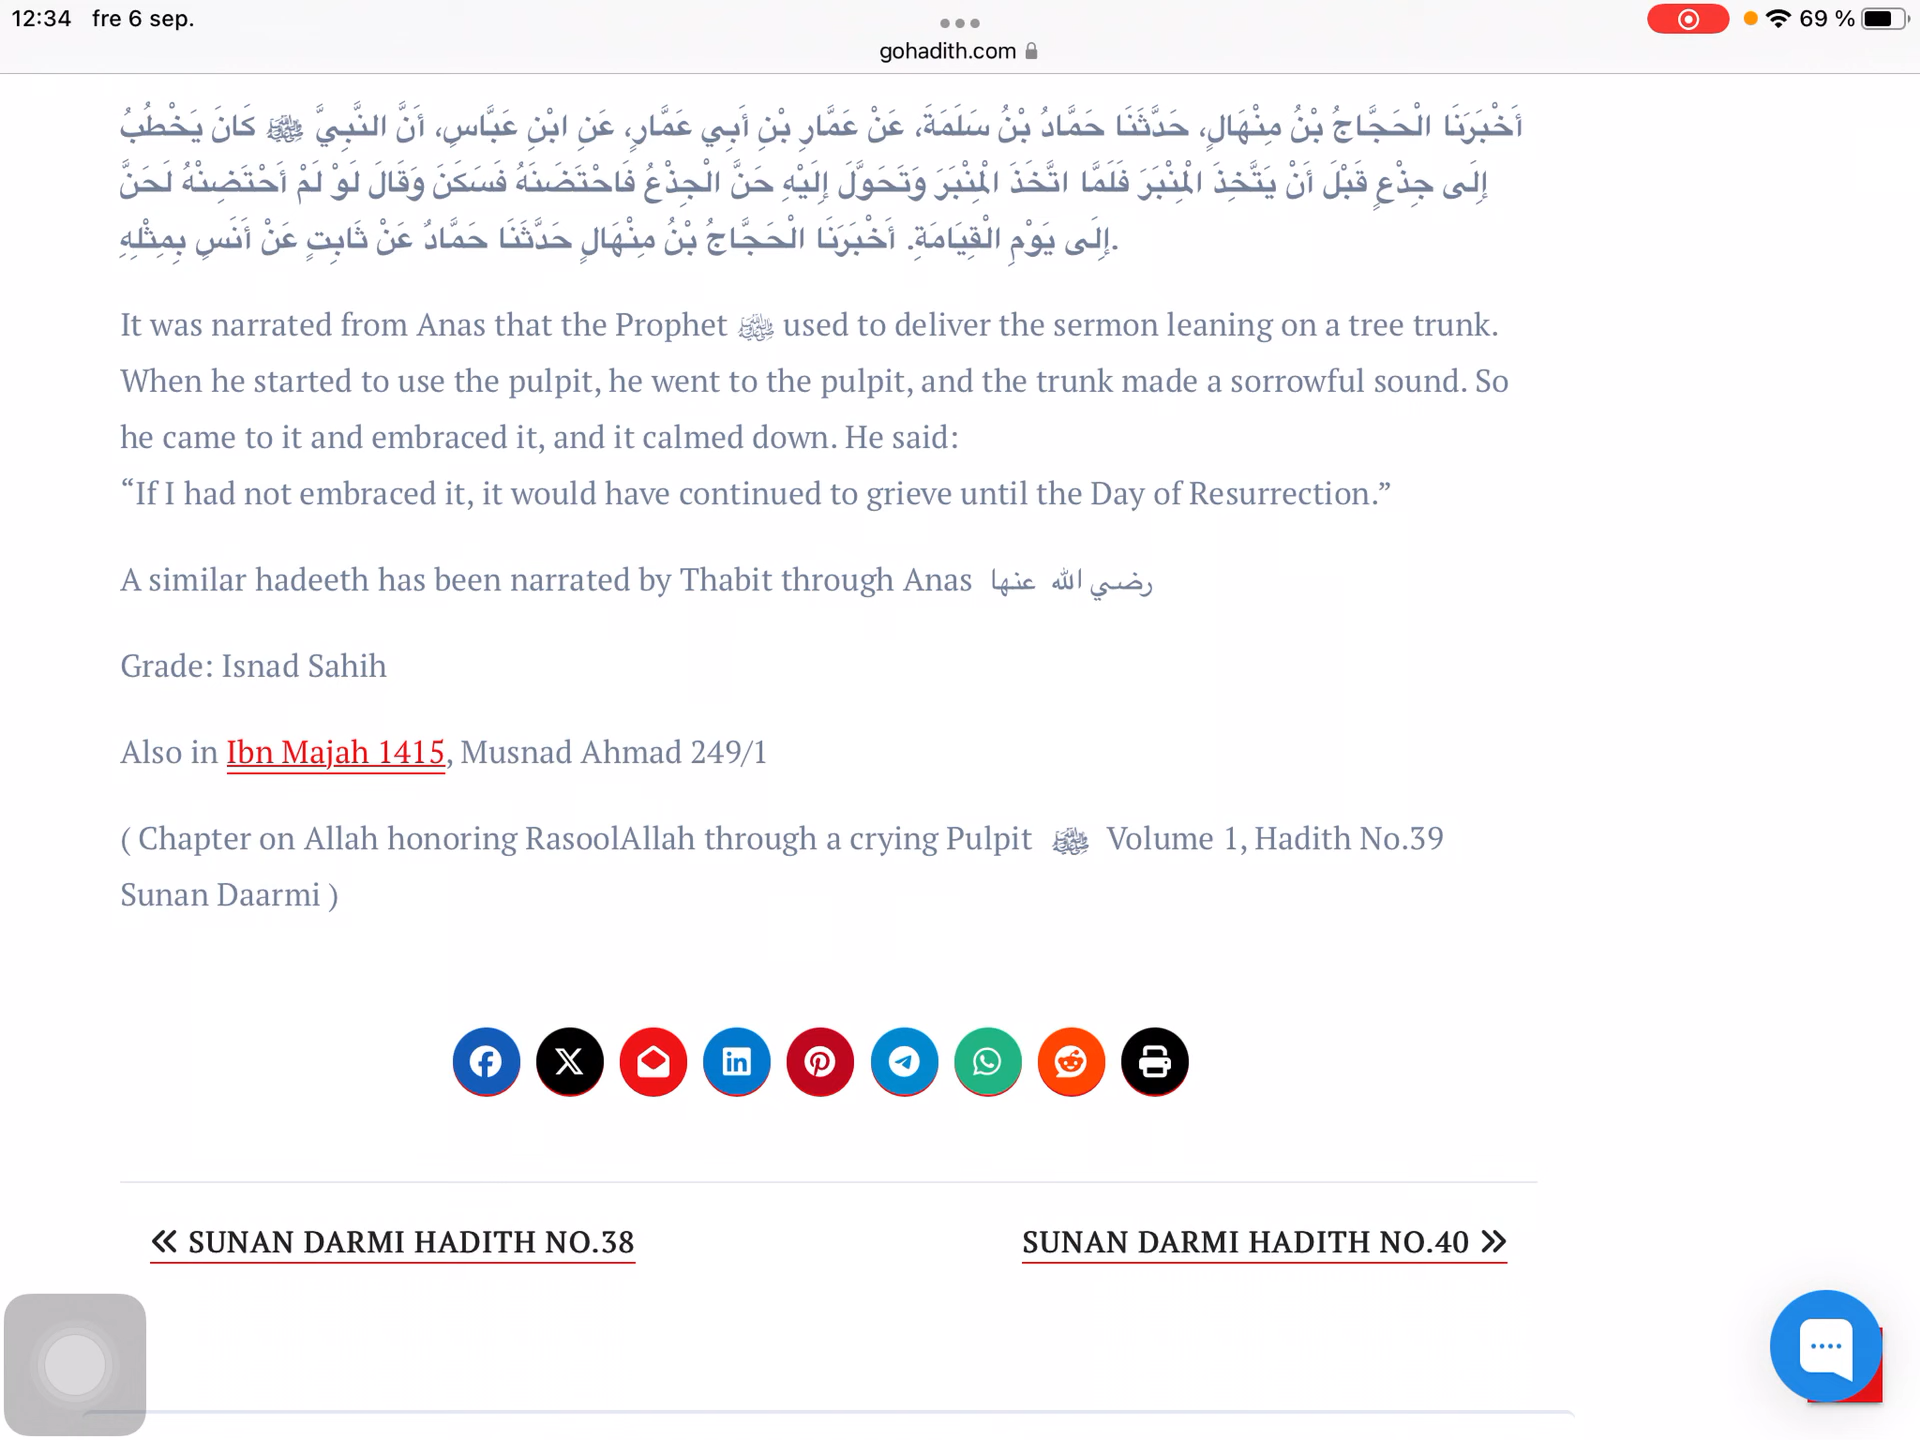 12:34 fre 6 sep.
gohadith.com
69 %
أَخْبَرَنَا الْحَجَّاجُ بْنُ مِنْهَالٍ، حَدَّثَنَا حَمَّادُ بْنُ سَلَمَةَ، عَنْ عَمَّارِ بْنِ أَبِي عَمَّارٍ، عَنِ ابْنِ عَبَّاسٍ، أَنَّ النَّبِيَّ ﷺ كَانَ يَخْطُبُ
إِلَى جِذْعٍ قَبْلَ أَنْ يَتَّخِذَ الْمِنْبَرَ فَلَمَّا اتَّخَذَ الْمِنْبَرَ وَتَحَوَّلَ إِلَيْهِ حَنَّ الْجِذْعُ فَاحْتَضَنَهُ فَسَكَنَ وَقَالَ لَوْ لَمْ أَحْتَضِنْهُ لَحَنَّ
إِلَى يَوْمِ الْقِيَامَةِ. أَخْبَرَنَا الْحَجَّاجُ بْنُ مِنْهَالٍ حَدَّثَنَا حَمَّادٌ عَنْ ثَابِتٍ عَنْ أَنَسٍ بِمِثْلِهِ.
It was narrated from Anas that the Prophet ﷺ used to deliver the sermon leaning on a tree trunk.
When he started to use the pulpit, he went to the pulpit, and the trunk made a sorrowful sound. So
he came to it and embraced it, and it calmed down. He said:
“If I had not embraced it, it would have continued to grieve until the Day of Resurrection.”
A similar hadeeth has been narrated by Thabit through Anas رضي الله عنها
Grade: Isnad Sahih
Also in Ibn Majah 1415, Musnad Ahmad 249/1
( Chapter on Allah honoring RasoolAllah through a crying Pulpit ﷺ Volume 1, Hadith No.39
Sunan Daarmi )
« SUNAN DARMI HADITH NO.38
SUNAN DARMI HADITH NO.40 »